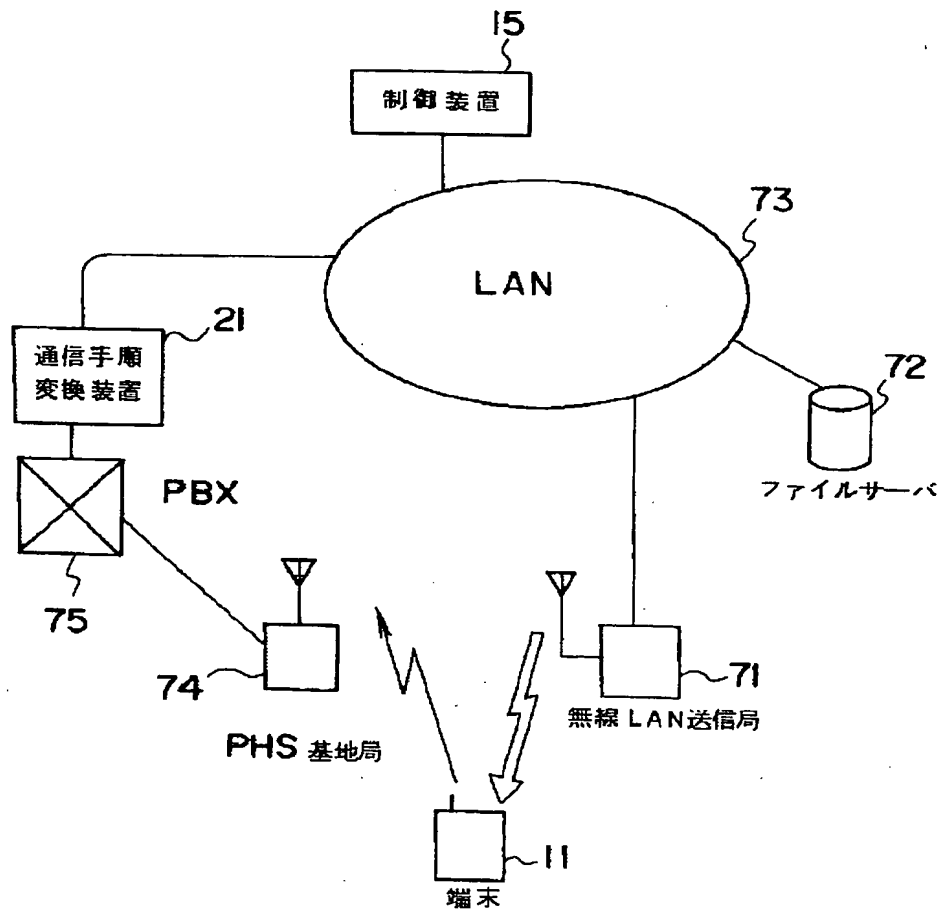 15
制御装置
73
LAN
21
通信手順
変換装置
72
ファイルサーバ
PBX
75
74
PHS 基地局
71
無線LAN送信局
11
端末